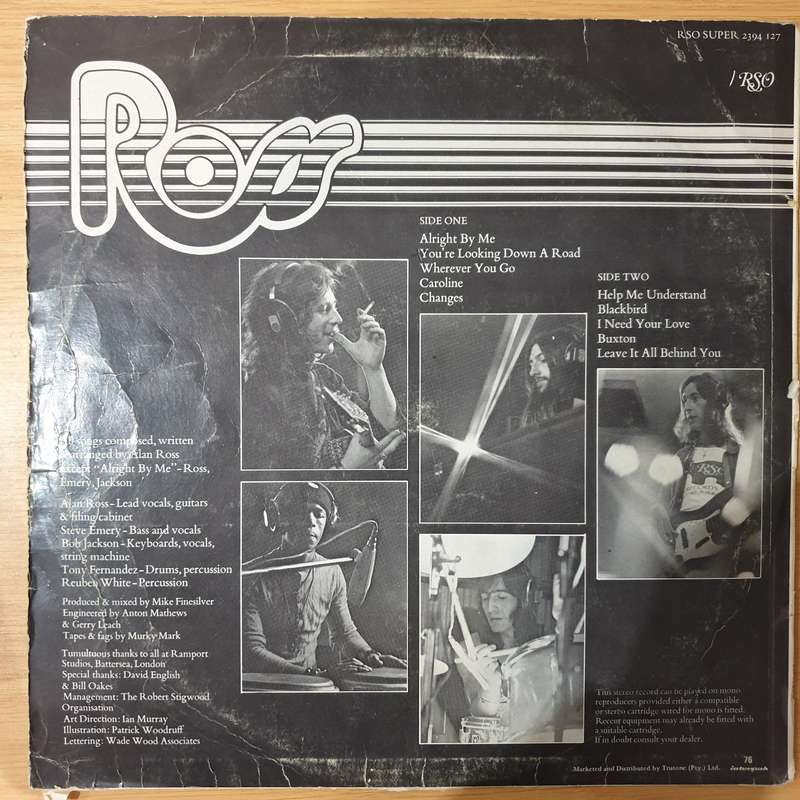 RSO SUPER 2394 127
RSO
Ross
SIDE ONE
Alright By Me
You're Looking Down A Road
Wherever You Go
Caroline
Changes
SIDE TWO
Help Me Understand
Blackbird
I Need Your Love
Buxton
Leave It All Behind You
songs composed, written
arranged by Alan Ross
except "Alright By Me"-Ross,
Emery, Jackson
Alan Ross-Lead vocals, guitars
& filing cabinet
Steve Emery-Bass and vocals
Bob Jackson-Keyboards, vocals,
string machine
Tony Fernandez-Drums, percussion
Reuben White-Percussion
Produced & mixed by Mike Finesilver
Engineered by Anton Mathews
& Gerry Leach
Tapes & fags by Murky Mark
Tumultuous thanks to all at Ramport
Studios, Battersea, London
Special thanks: David English
& Bill Oakes
Management: The Robert Stigwood
Organisation
Art Direction: Ian Murray
Illustration: Patrick Woodruff
Lettering: Wade Wood Associates
RSO
This stereo record can be played on mono
reproducers provided either a compatible
or stereo cartridge wired for mono is fitted.
Recent equipment may already be fitted with
a suitable cartridge.
If in doubt consult your dealer.
76
Marketed and Distributed by Trutone (Pty.) Ltd.